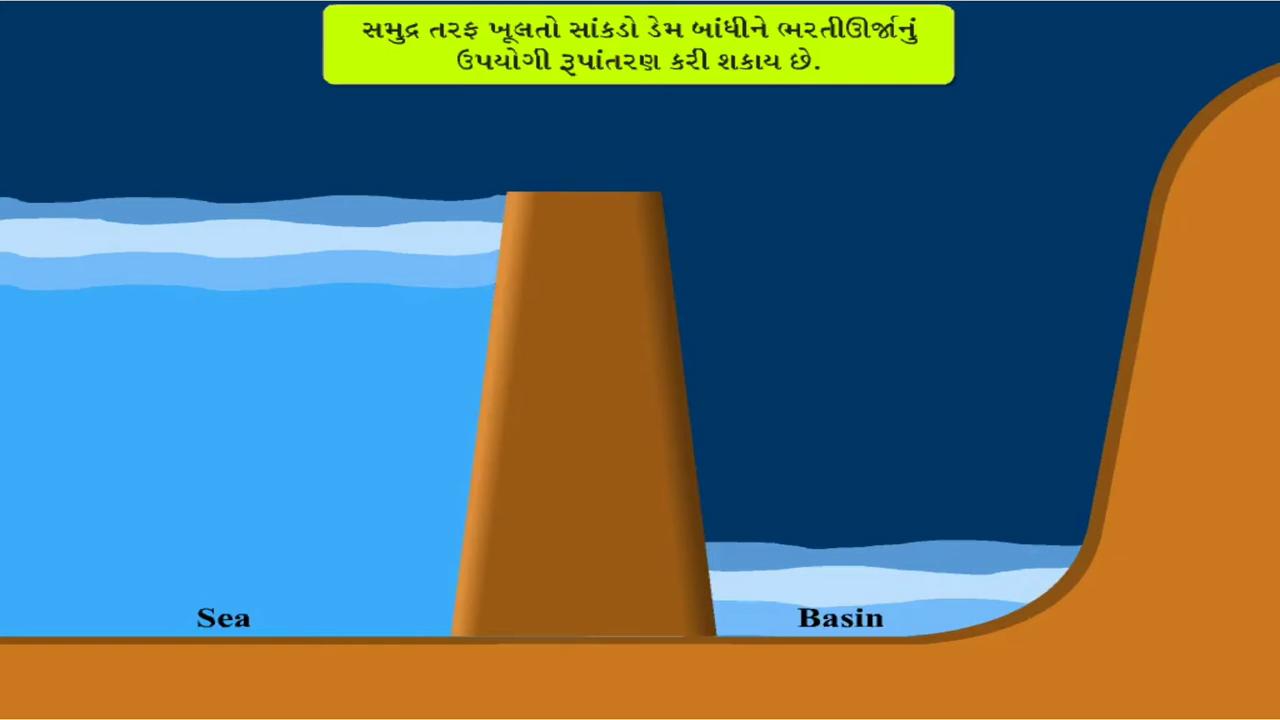 સમુદ્ર તરફ ખૂલતો સાંકડો ડેમ બાંધીને ભરતીઊર્જાનું
ઉપયોગી રૂપાંતરણ કરી શકાય છે.
Sea
Basin